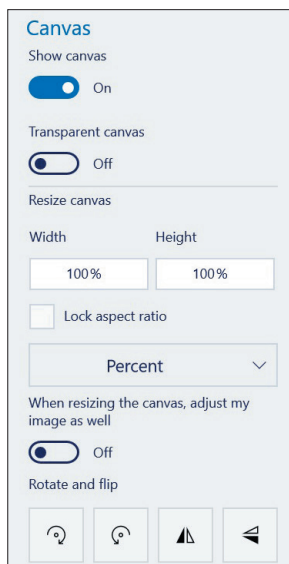 Canvas
Show canvas
On
Transparent canvas
Off
Resize canvas
Width Height
100% 100%
Lock aspect ratio
Percent
When resizing the canvas, adjust my
image as well
Off
Rotate and flip